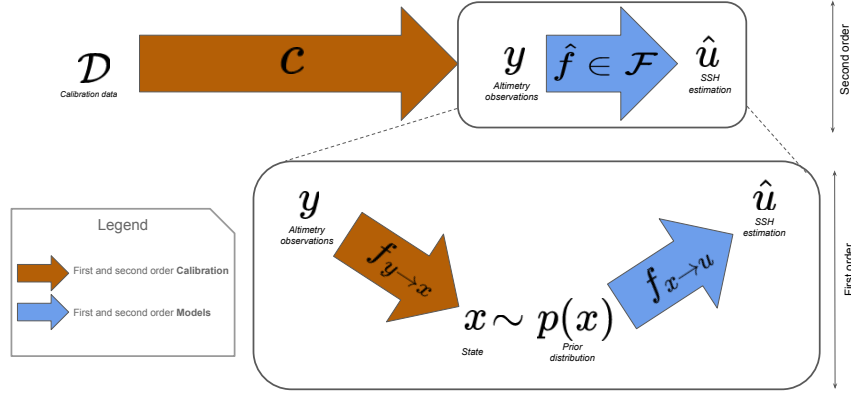 𝒟
Calibration data
𝒞
y
Altimetry
observations
f̂ ∈ ℱ
û
SSH
estimation
Second order
y
Altimetry
observations
f_{y→x}
x ~ p(x)
State
Prior
distribution
f_{x→u}
û
SSH
estimation
First order
Legend
First and second order Calibration
First and second order Models